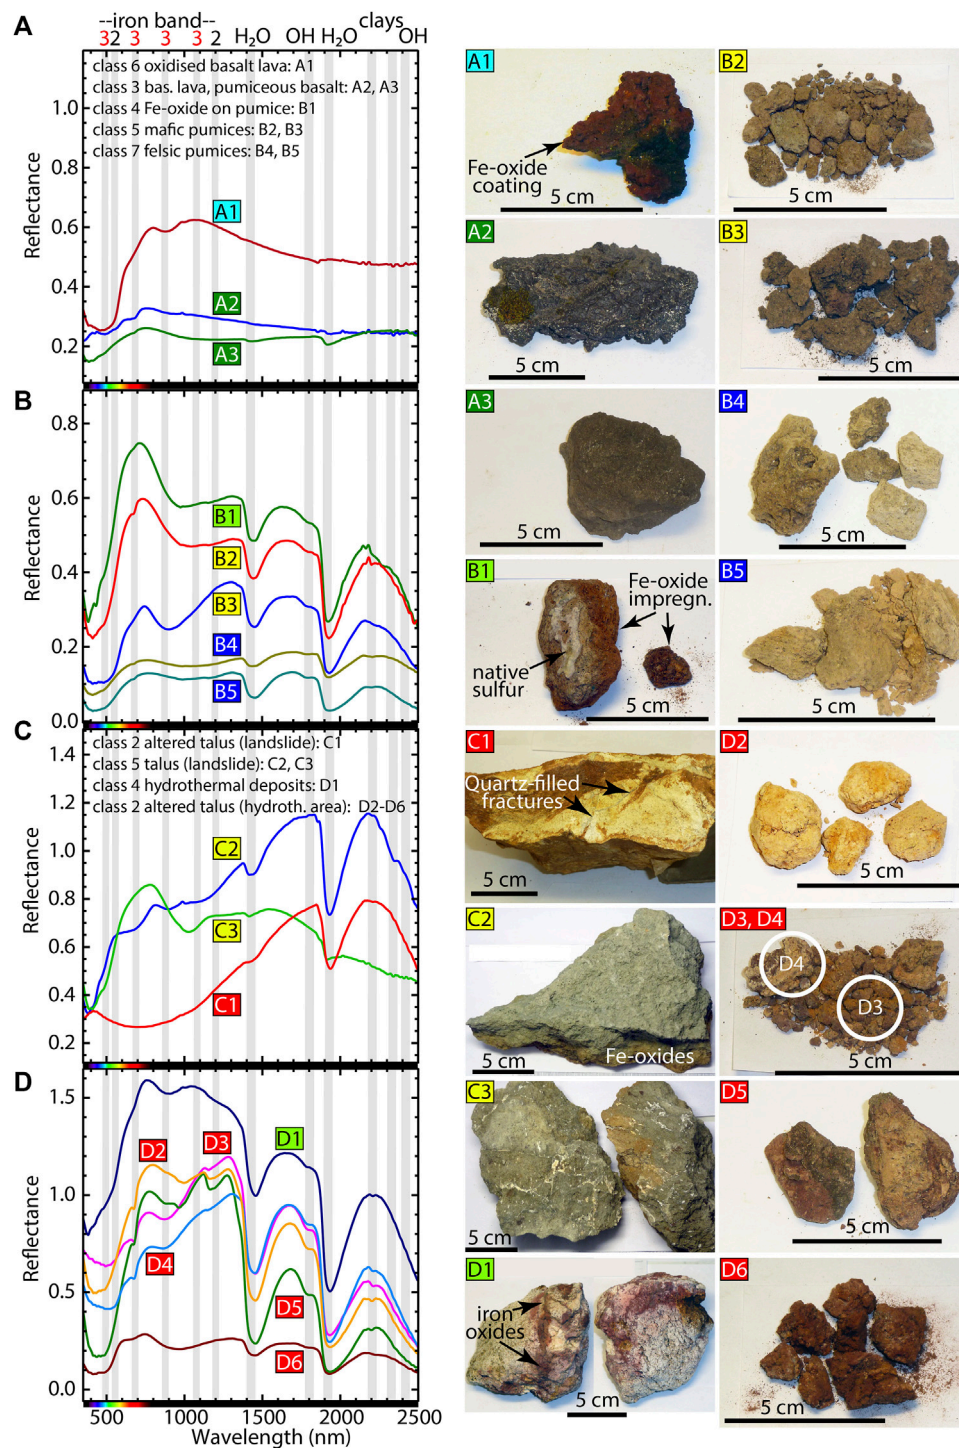 A
--iron band--
clays
3 2 3 3 3 2 H₂O OH H₂O OH
class 6 oxidised basalt lava: A1
class 3 bas. lava, pumiceous basalt: A2, A3
class 4 Fe-oxide on pumice: B1
class 5 mafic pumices: B2, B3
class 7 felsic pumices: B4, B5
1.0
0.8
0.6
0.4
0.2
Reflectance
A1
A2
A3
B
0.8
0.6
0.4
0.2
0.0
Reflectance
B1
B2
B3
B4
B5
C
class 2 altered talus (landslide): C1
class 5 talus (landslide): C2, C3
class 4 hydrothermal deposits: D1
class 2 altered talus (hydroth. area): D2-D6
1.4
1.2
1.0
0.8
0.6
0.4
0.2
Reflectance
C2
C3
C1
D
1.5
1.0
0.5
0.0
Reflectance
D2
D3
D1
D4
D5
D6
500 1000 1500 2000 2500
Wavelength (nm)
A1
Fe-oxide
coating
5 cm
B2
5 cm
A2
5 cm
B3
5 cm
A3
5 cm
B4
5 cm
B1
Fe-oxide
impregn.
native
sulfur
5 cm
B5
5 cm
C1
Quartz-filled
fractures
5 cm
D2
5 cm
C2
Fe-oxides
5 cm
D3, D4
D4
D3
5 cm
C3
5 cm
D5
5 cm
D1
iron
oxides
5 cm
D6
5 cm